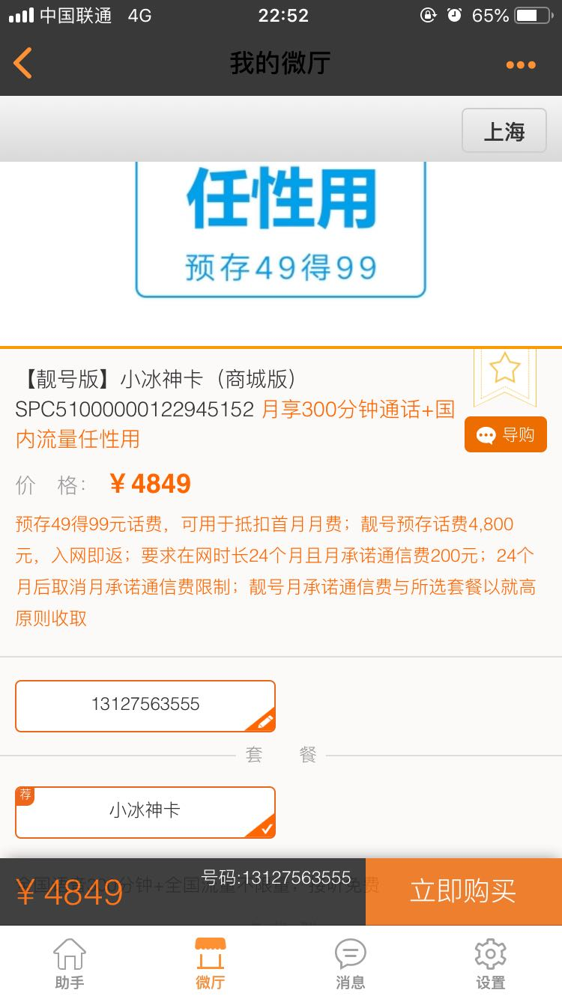 中国联通 4G 22:52 65%
我的微厅
上海
任性用
预存49得99
【靓号版】小冰神卡（商城版）
SPC51000000122945152 月享300分钟通话+国
内流量任性用
导购
价 格： ￥4849
预存49得99元话费，可用于抵扣首月月费；靓号预存话费4,800
元，入网即返；要求在网时长24个月且月承诺通信费200元；24个
月后取消月承诺通信费限制；靓号月承诺通信费与所选套餐以就高
原则收取
13127563555
套 餐
荐
小冰神卡
号码:13127563555
￥4849
全国语音300分钟+全国流量不限量，接听免费
立即购买
助手 微厅 消息 设置